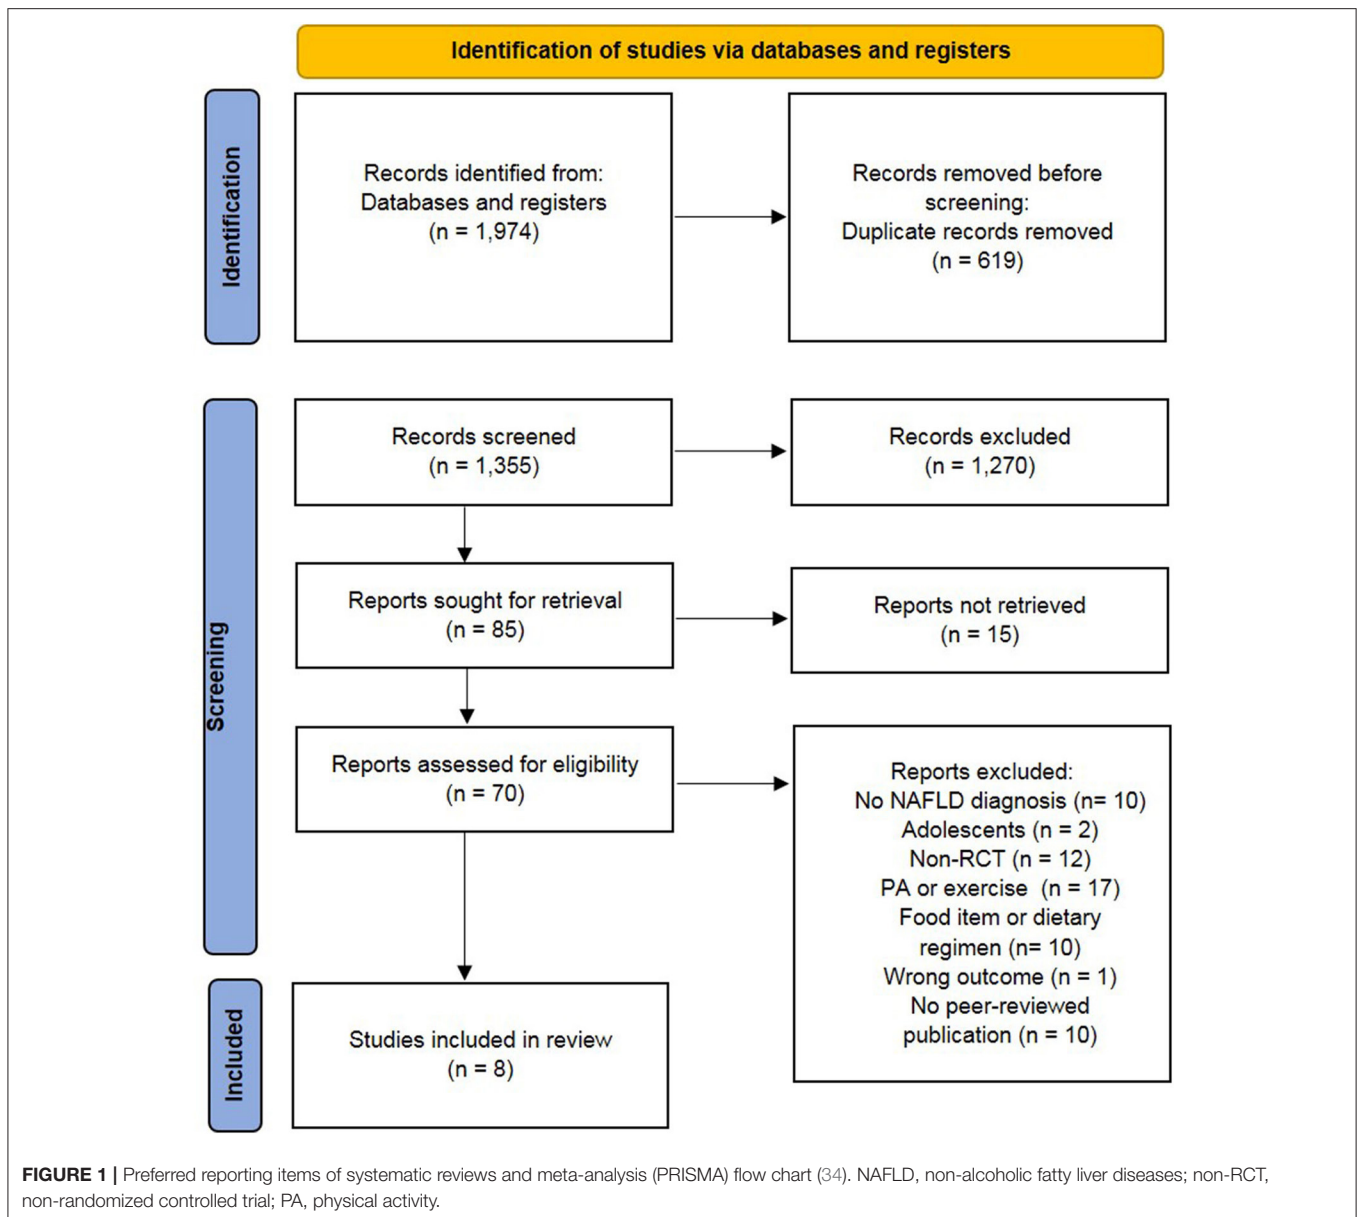 Identification of studies via databases and registers
Identification
Records identified from:
Databases and registers
(n = 1,974)
Records removed before
screening:
Duplicate records removed
(n = 619)
Screening
Records screened
(n = 1,355)
Records excluded
(n = 1,270)
Reports sought for retrieval
(n = 85)
Reports not retrieved
(n = 15)
Reports assessed for eligibility
(n = 70)
Reports excluded:
No NAFLD diagnosis (n= 10)
Adolescents (n = 2)
Non-RCT (n = 12)
PA or exercise (n = 17)
Food item or dietary
regimen (n= 10)
Wrong outcome (n = 1)
No peer-reviewed
publication (n = 10)
Included
Studies included in review
(n = 8)
FIGURE 1 | Preferred reporting items of systematic reviews and meta-analysis (PRISMA) flow chart (34). NAFLD, non-alcoholic fatty liver diseases; non-RCT,
non-randomized controlled trial; PA, physical activity.